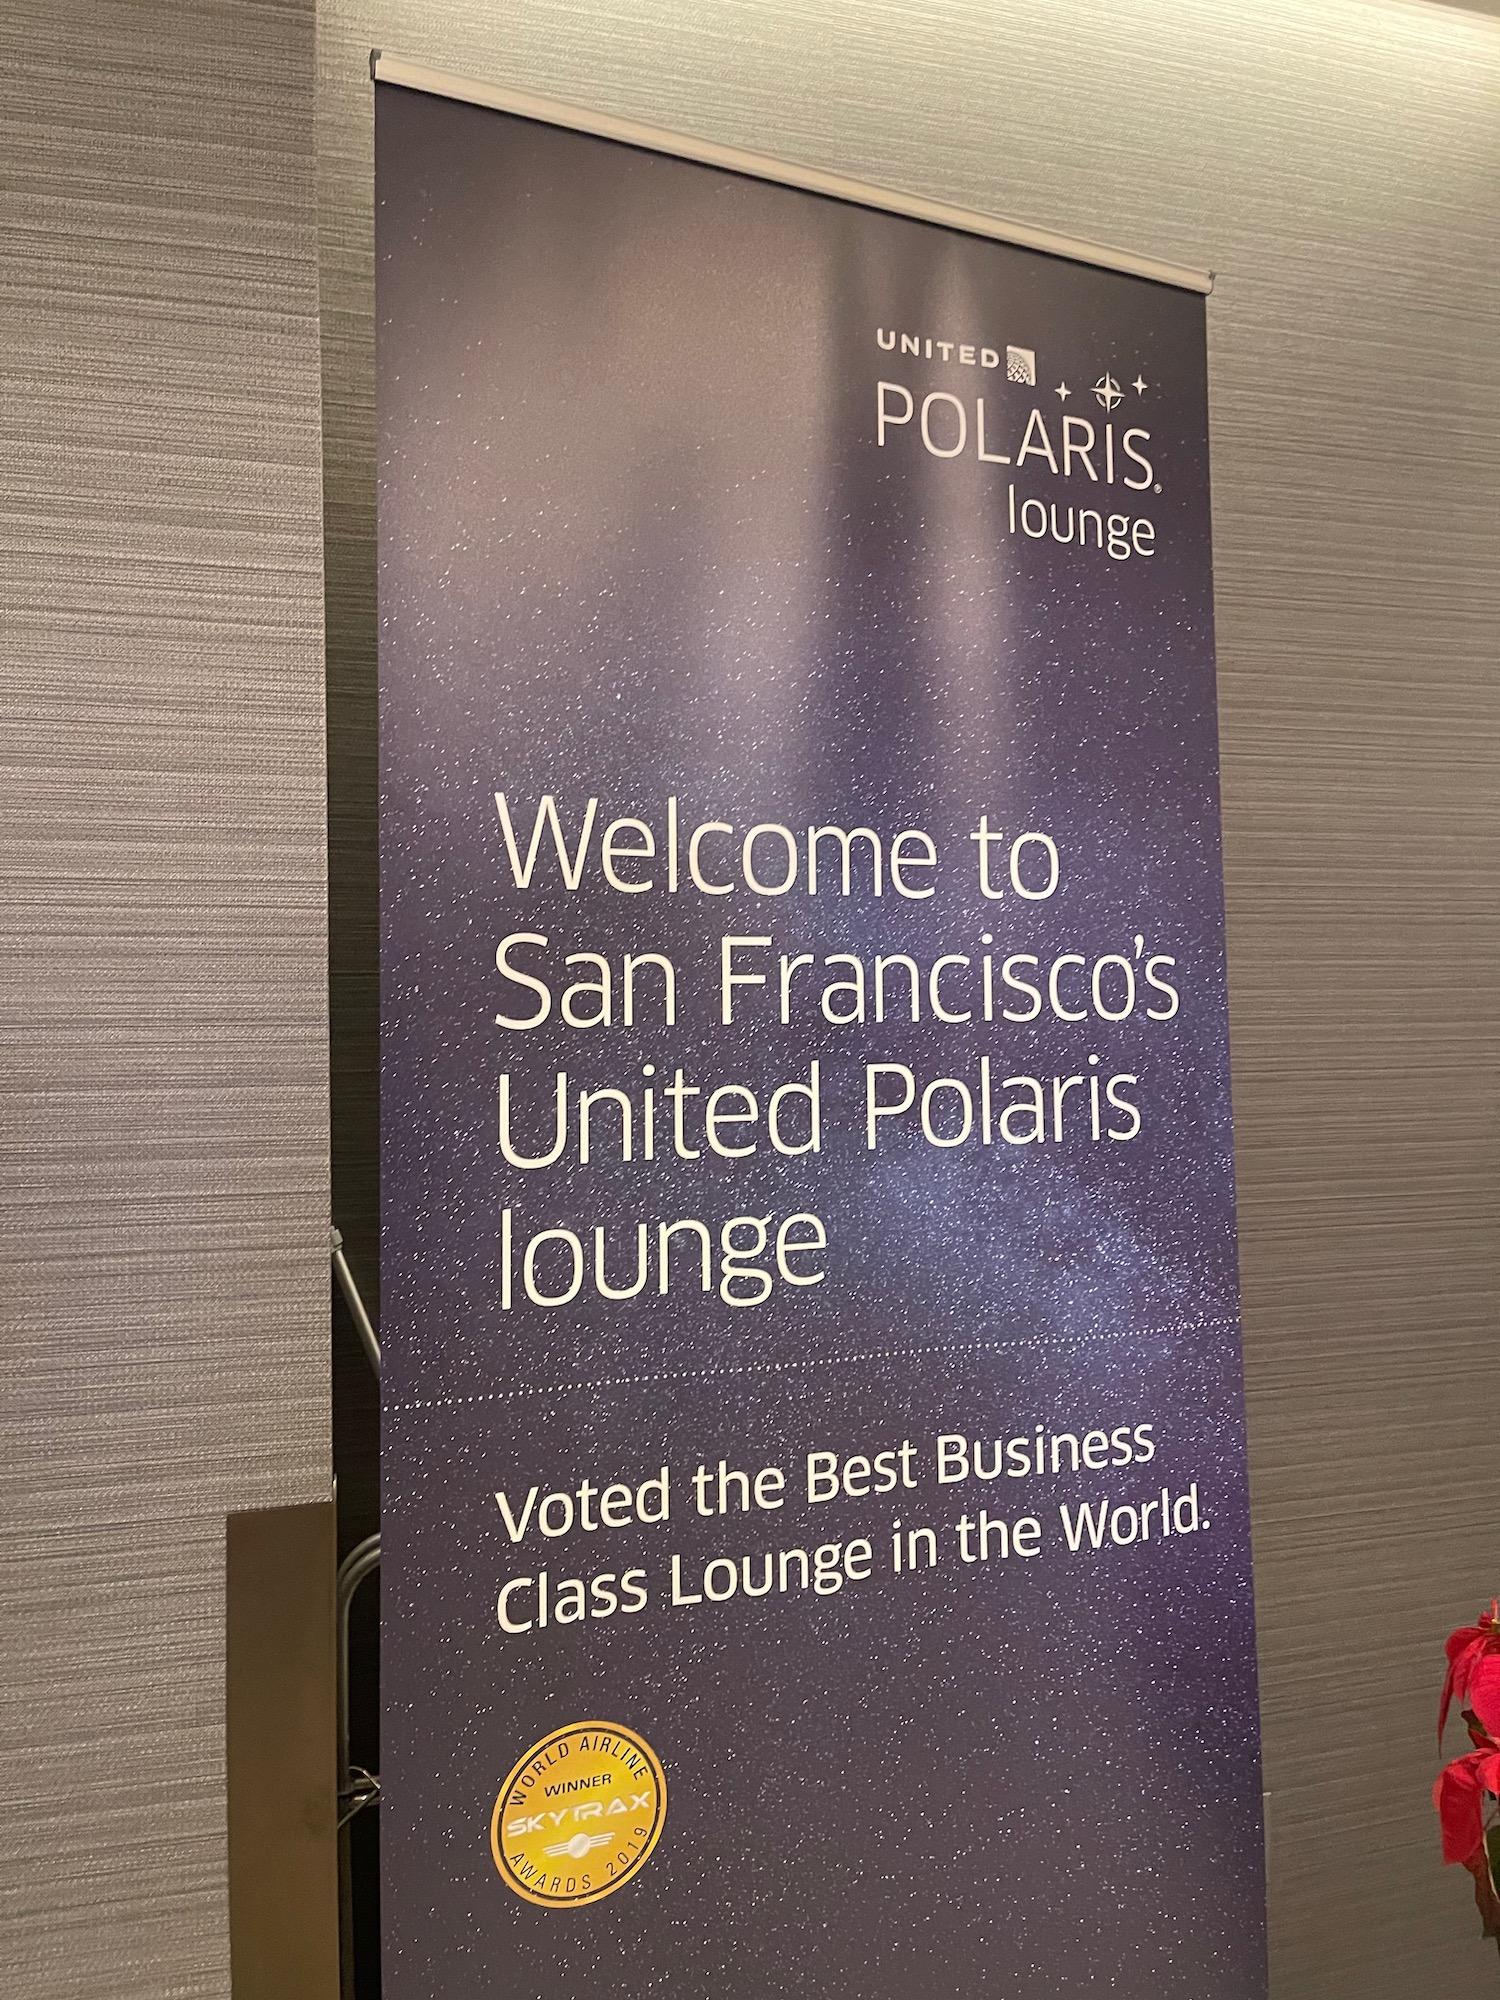 UNITED
POLARIS®
lounge
Welcome to
San Francisco's
United Polaris
lounge
Voted the Best Business
Class Lounge in the World.
WORLD AIRLINE
WINNER
SKYTRAX
AWARDS 2019